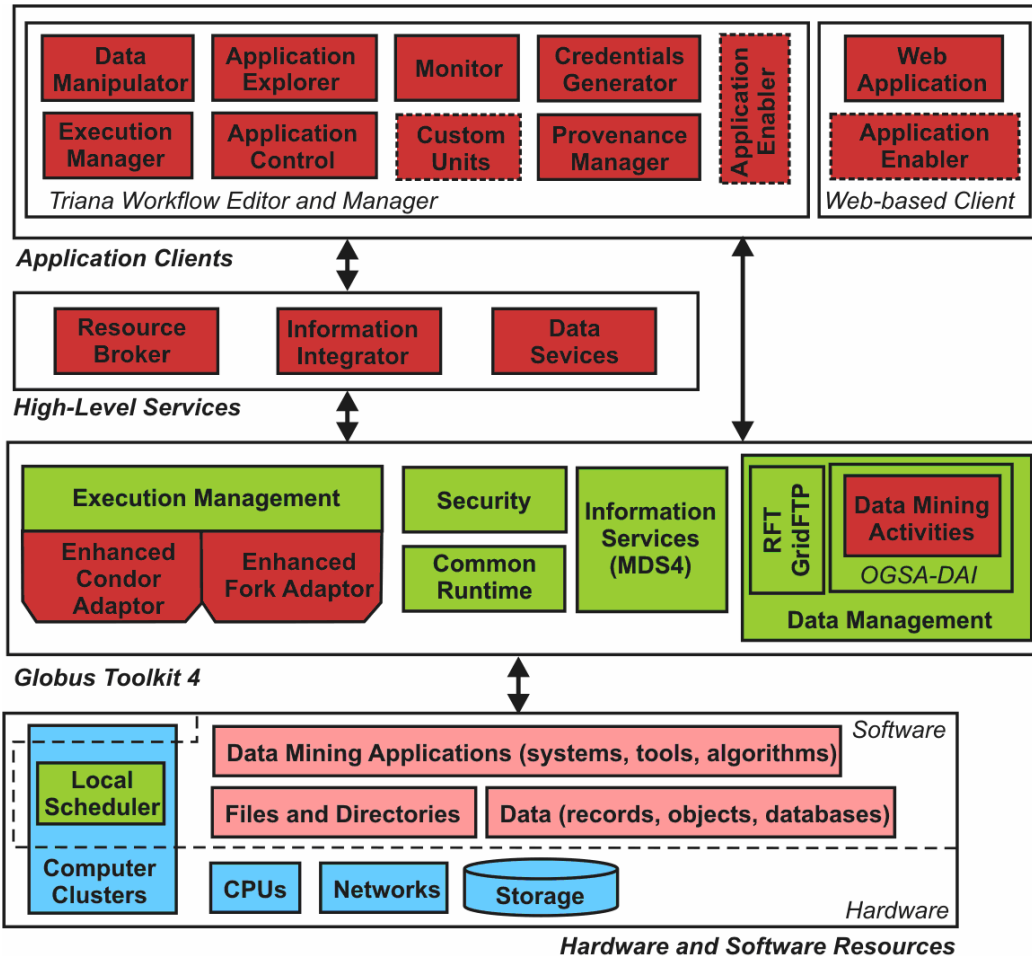 Data
Manipulator
Application
Explorer
Monitor
Credentials
Generator
Application
Enabler
Web
Application
Execution
Manager
Application
Control
Custom
Units
Provenance
Manager
Application
Enabler
Triana Workflow Editor and Manager
Web-based Client
Application Clients
Resource
Broker
Information
Integrator
Data
Sevices
High-Level Services
Execution Management
Enhanced
Condor
Adaptor
Enhanced
Fork Adaptor
Security
Common
Runtime
Information
Services
(MDS4)
RFT
GridFTP
Data Mining
Activities
OGSA-DAI
Data Management
Globus Toolkit 4
Software
Data Mining Applications (systems, tools, algorithms)
Local
Scheduler
Files and Directories
Data (records, objects, databases)
Computer
Clusters
CPUs
Networks
Storage
Hardware
Hardware and Software Resources